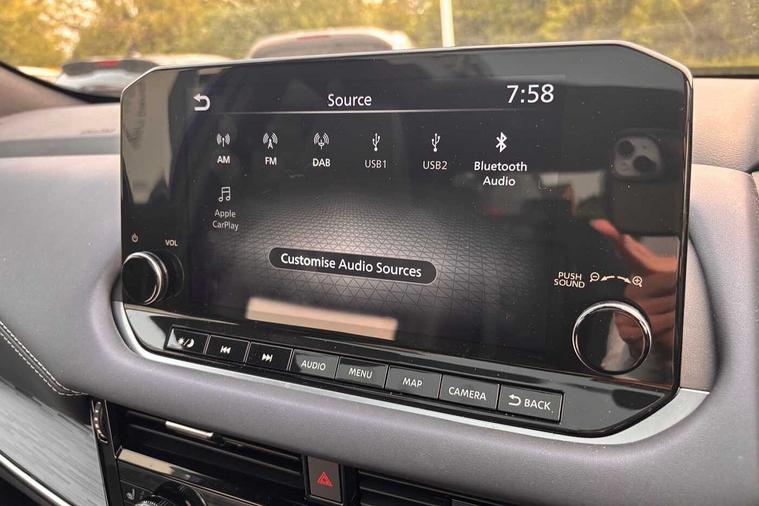 Source
7:58
AM
FM
DAB
USB1
USB2
Bluetooth
Audio
Apple
CarPlay
Customise Audio Sources
VOL
PUSH
SOUND
AUDIO
MENU
MAP
CAMERA
BACK